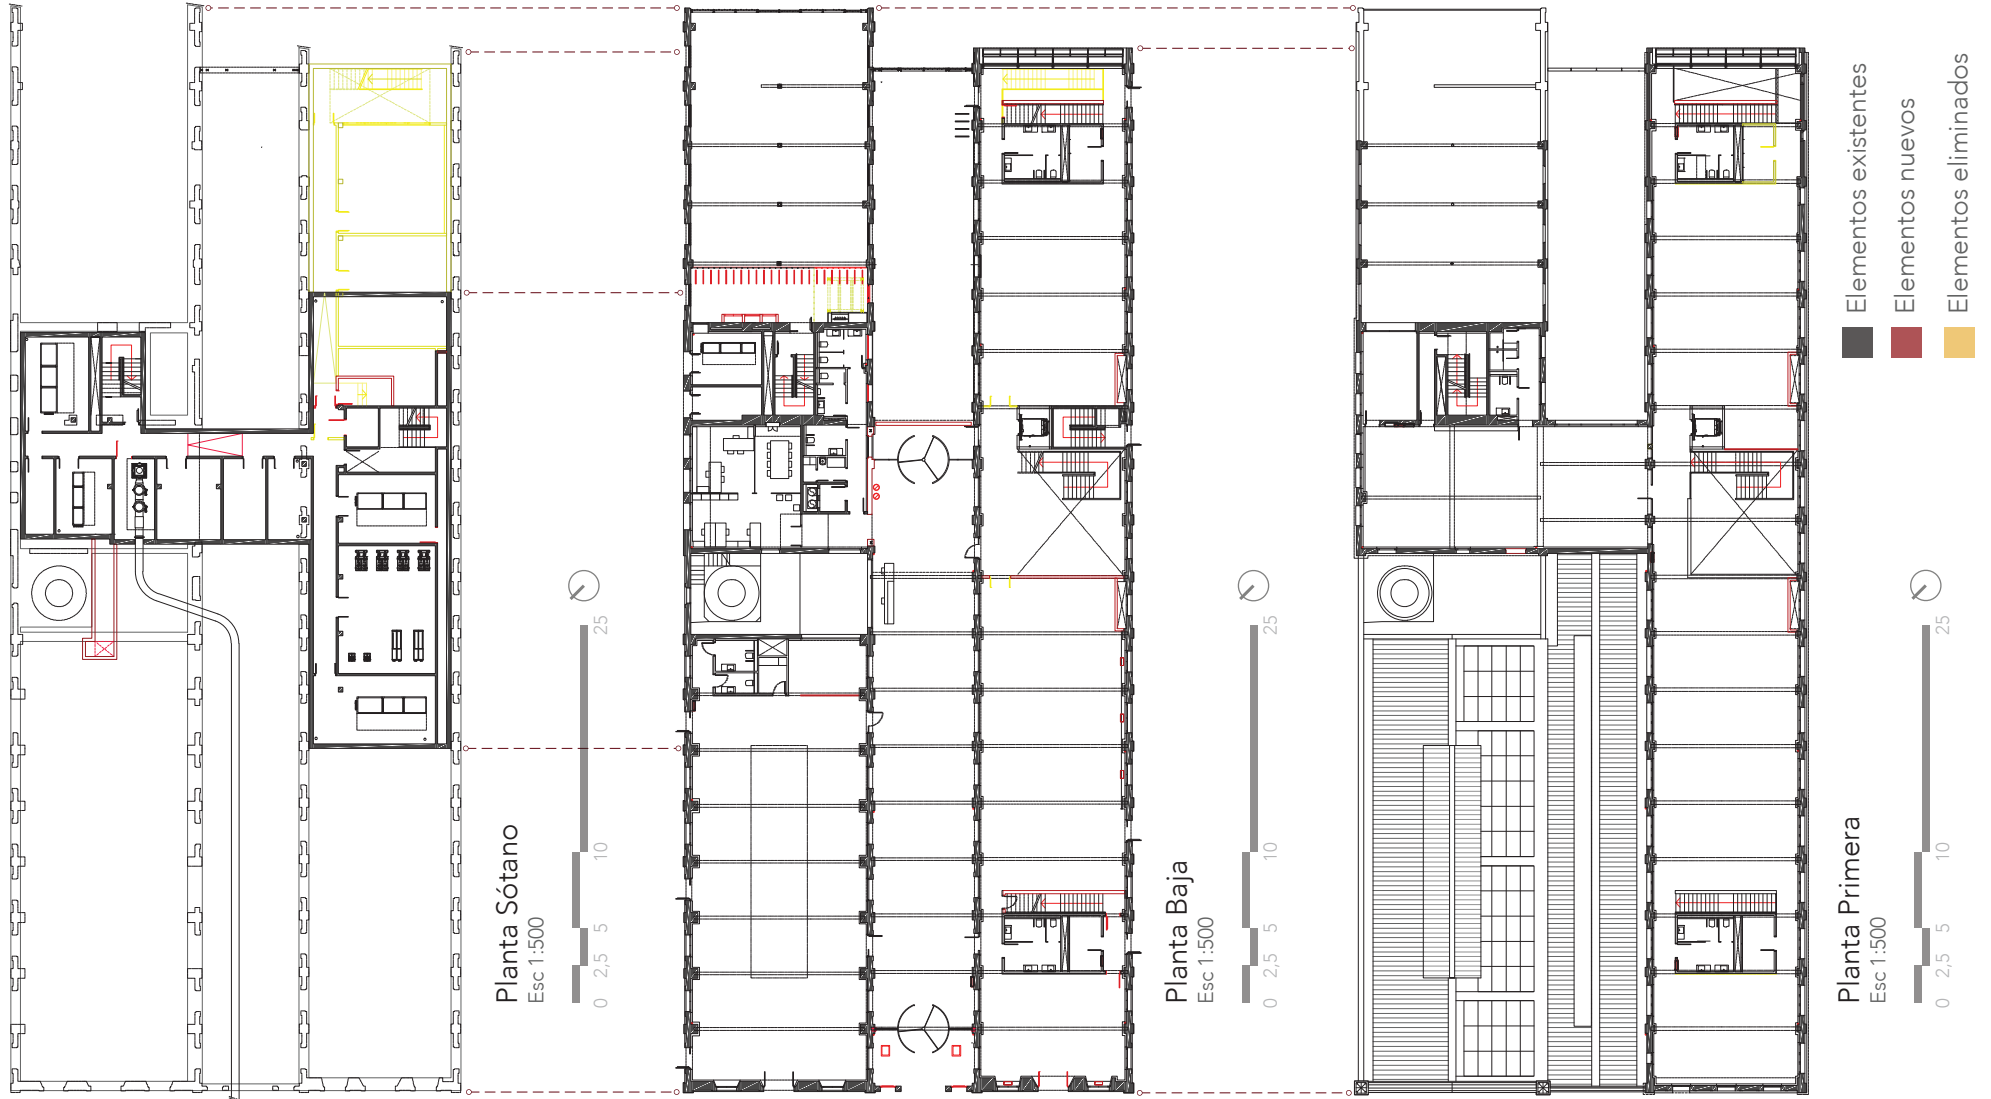 Planta Sótano
Esc 1:500
0 2,5 5 10 25
Planta Baja
Esc 1:500
0 2,5 5 10 25
Planta Primera
Esc 1:500
0 2,5 5 10 25
Elementos existentes
Elementos nuevos
Elementos eliminados